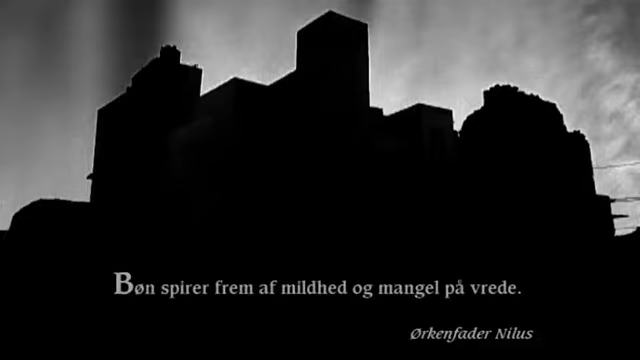 Bøn spirer frem af mildhed og mangel på vrede.
Ørkenfader Nilus